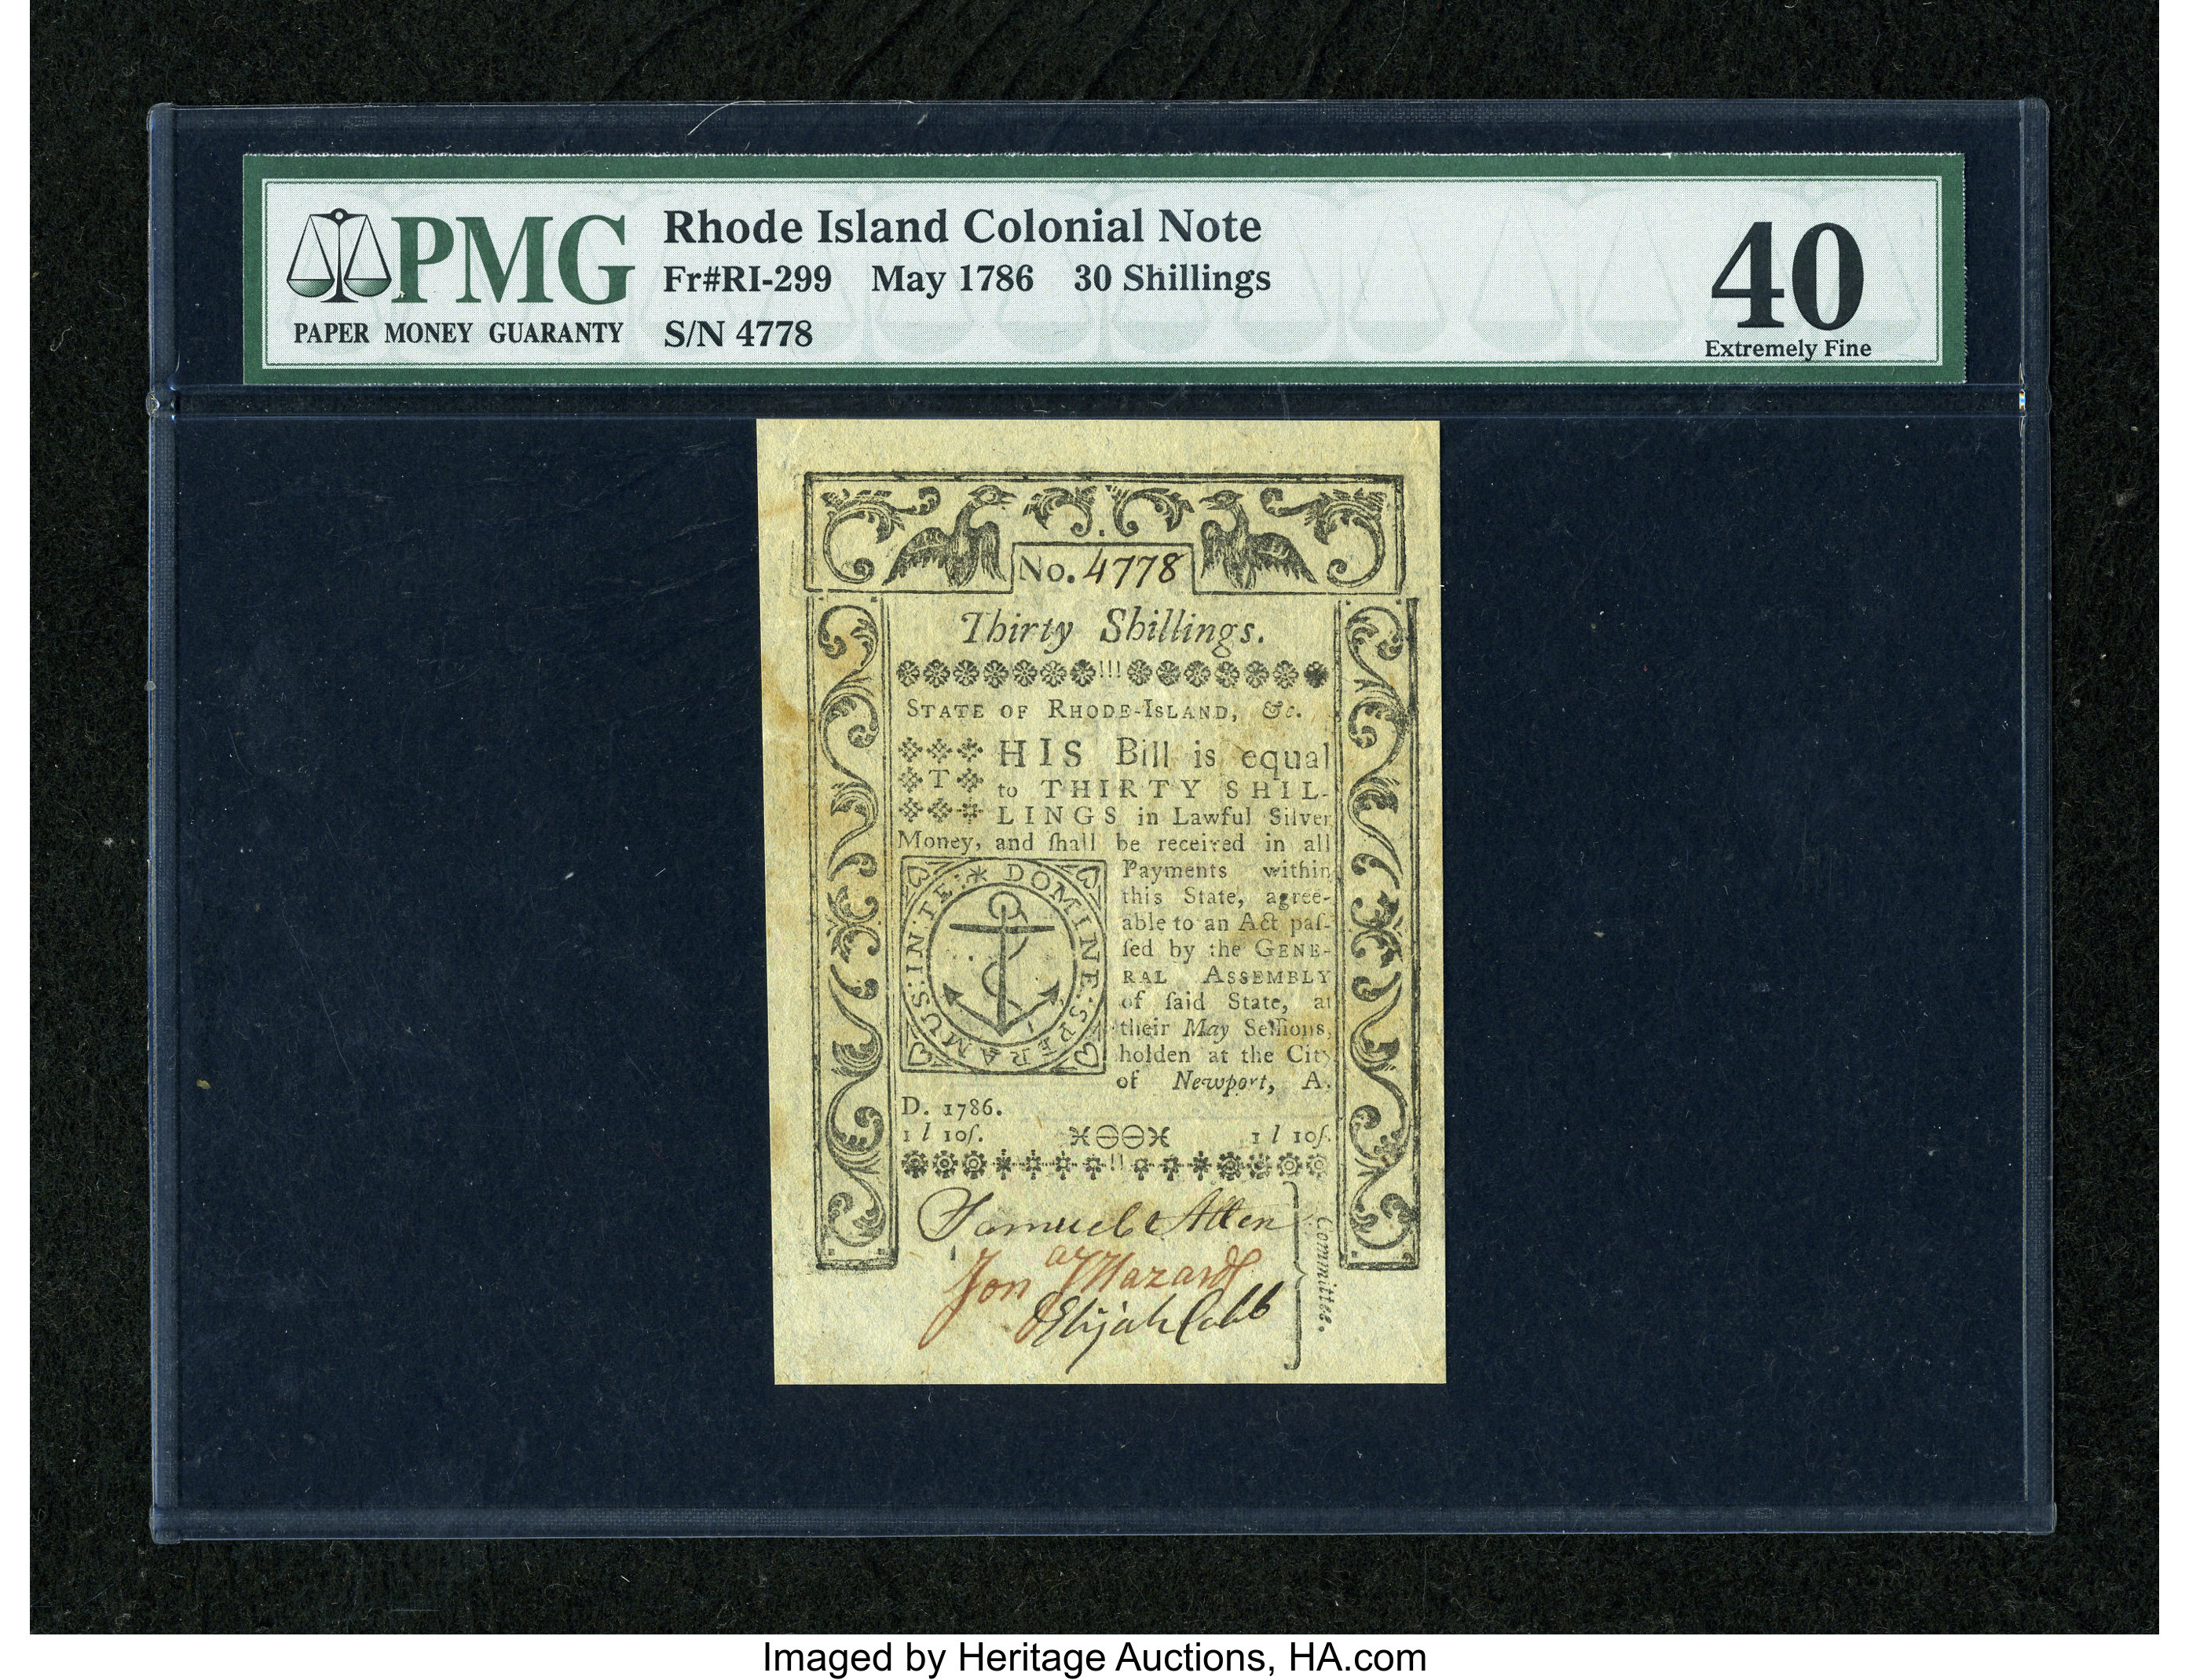 PMG
PAPER MONEY GUARANTY
Rhode Island Colonial Note
Fr#RI-299 May 1786 30 Shillings
S/N 4778
40
Extremely Fine
No. 4778
Thirty Shillings.
STATE OF RHODE-ISLAND, &c.
THIS Bill is equal
to THIRTY SHIL-
LINGS in Lawful Silver
Money, and ſhall be received in all
Payments within
this State, agree-
able to an Act paſ-
ſed by the GENE-
RAL ASSEMBLY
of ſaid State, at
their May Seſſions,
holden at the City
of Newport, A.
D. 1786.
IN TE DOMINE SPERAMUS
1 l 10ſ. 1 l 10ſ.
Samuel Allen
Jonay Hazard
Elijah Cobb
Committee.
Imaged by Heritage Auctions, HA.com